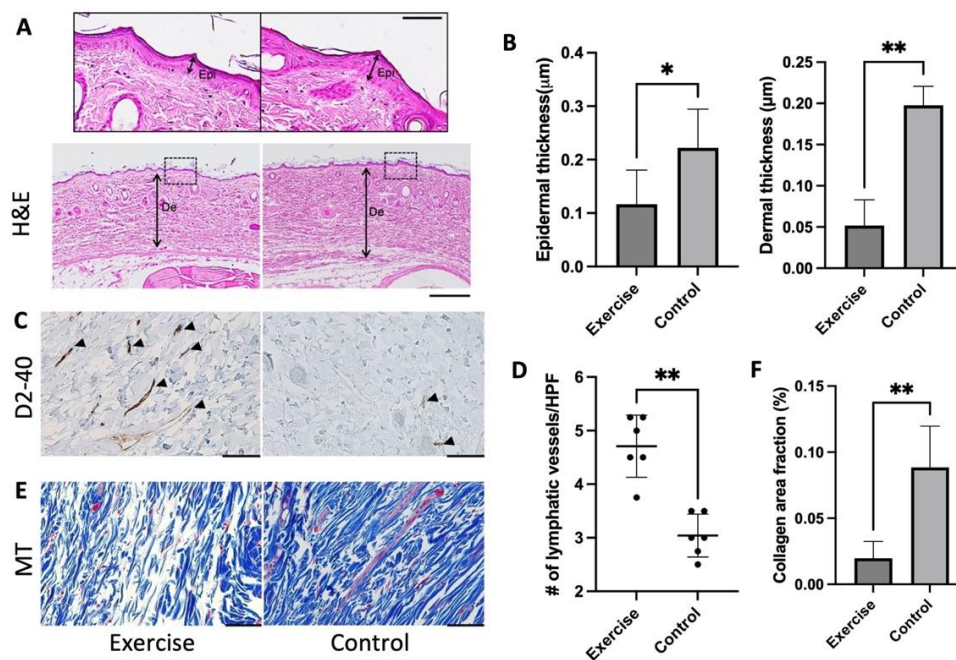 A
Epi
Epi
H&E
De
De
B
Epidermal thickness(μm)
0.4
0.3
0.2
0.1
0.0
*
Exercise
Control
Dermal thickness (μm)
0.25
0.20
0.15
0.10
0.05
0.00
**
Exercise
Control
C
D2-40
D
# of lymphatic vessels/HPF
6
5
4
3
2
**
Exercise
Control
E
MT
Exercise
Control
F
Collagen area fraction (%)
0.15
0.10
0.05
0.00
**
Exercise
Control